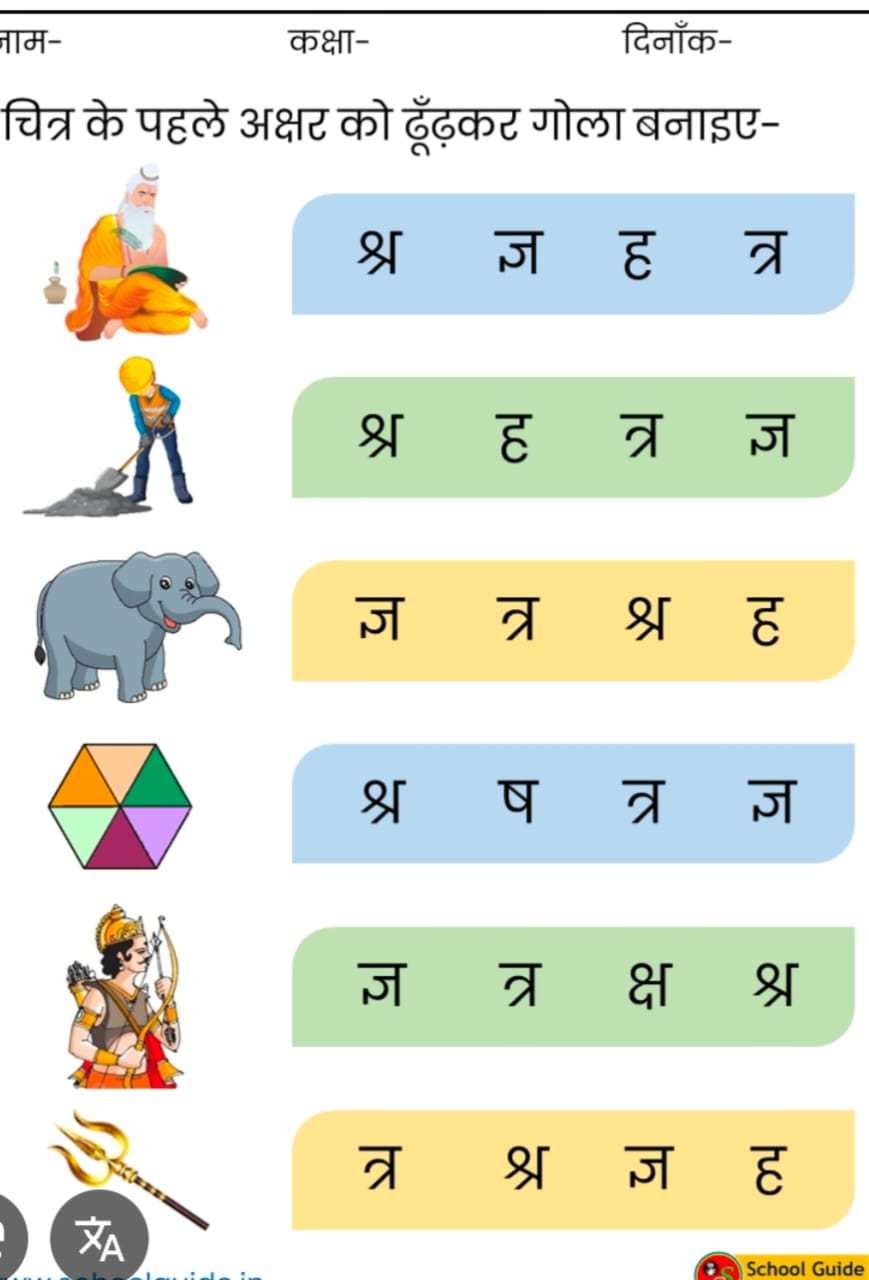 नाम- कक्षा- दिनाँक-
चित्र के पहले अक्षर को ढूँढ़कर गोला बनाइए-
श्र ज्ञ ह त्र
श्र ह त्र ज्ञ
ज्ञ त्र श्र ह
श्र ष त्र ज्ञ
ज्ञ त्र क्ष श्र
त्र श्र ज्ञ ह
School Guide